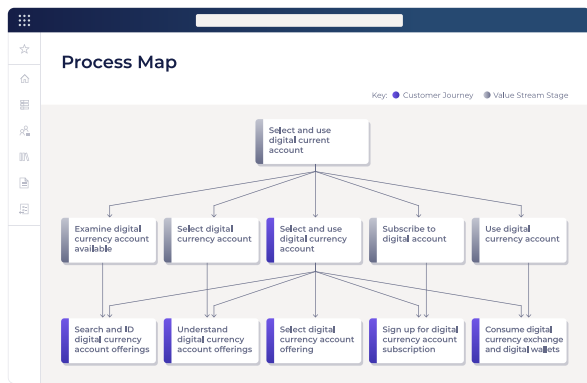 Process Map
Key: Customer Journey Value Stream Stage
Select and use
digital current
account
Examine digital
currency account
available
Select digital
currency account
Select and use
digital currency
account
Subscribe to
digital account
Use digital
currency account
Search and ID
digital currency
account offerings
Understand
digital currency
account offerings
Select digital
currency account
offering
Sign up for digital
currency account
subscription
Consume digital
currency exchange
and digital wallets